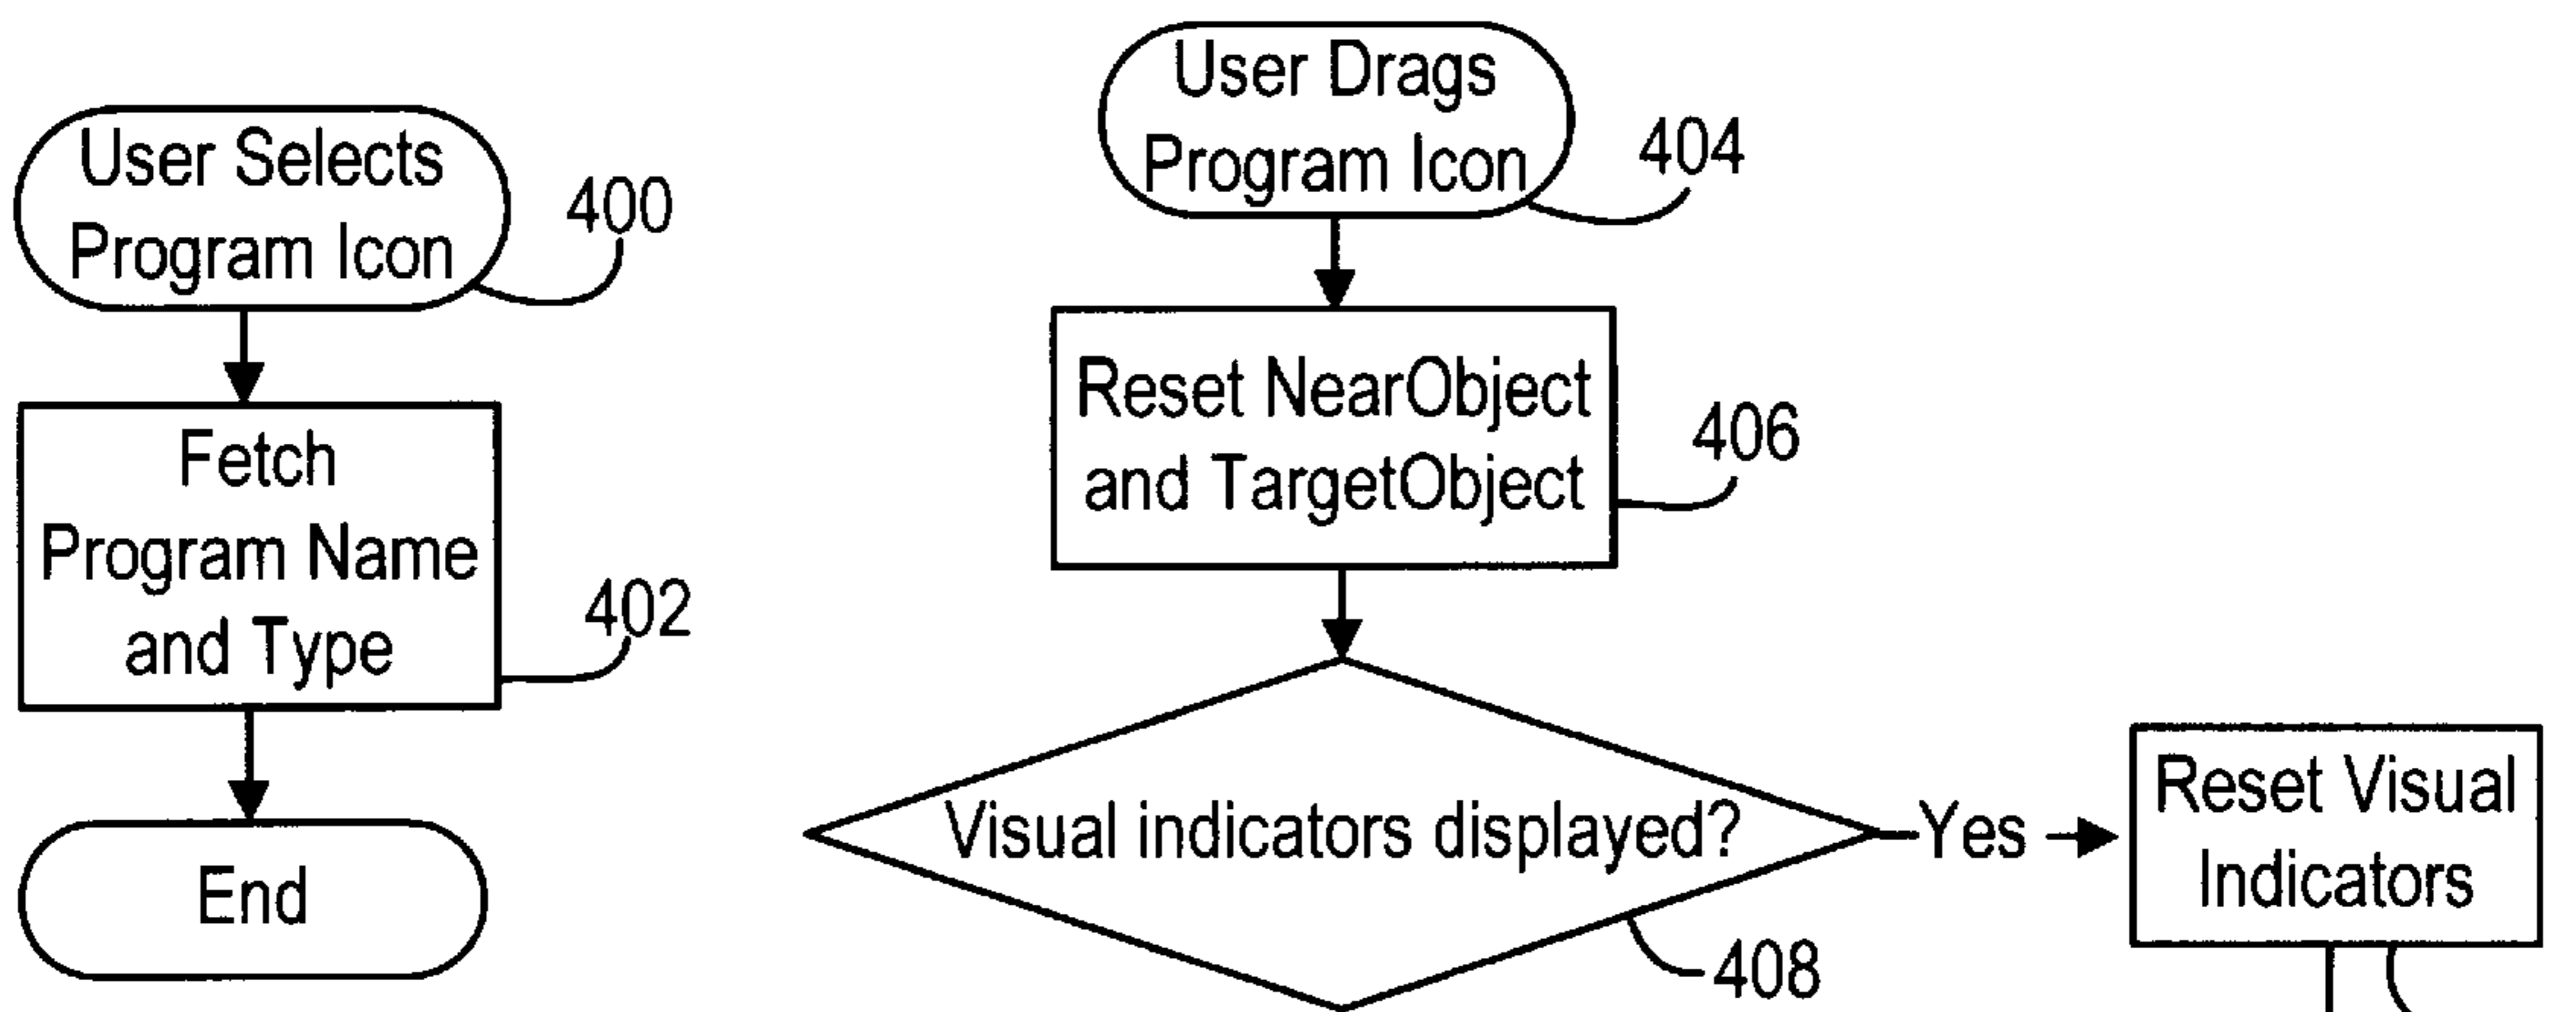 User Selects
Program Icon
400
Fetch
Program Name
and Type
402
End
User Drags
Program Icon
404
Reset NearObject
and TargetObject
406
Visual indicators displayed?
408
Yes
Reset Visual
Indicators